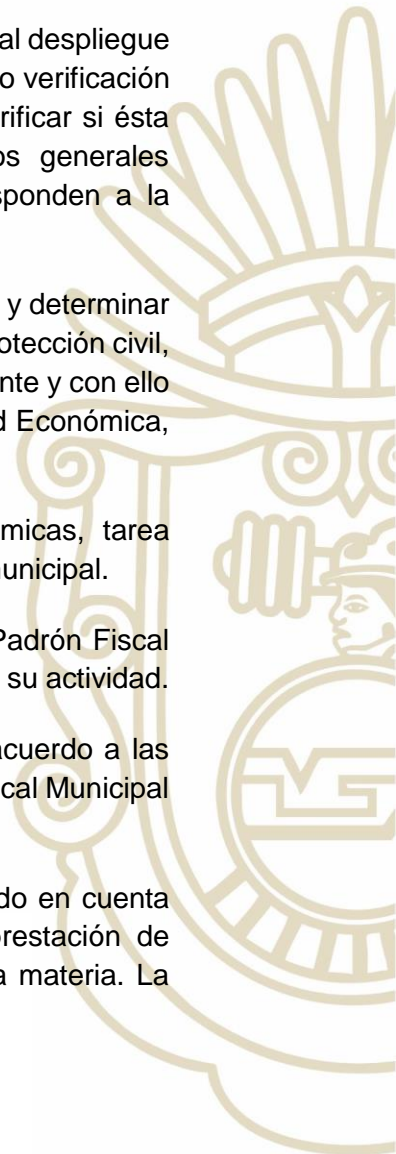 al despliegue
o verificación
rificar si ésta
os generales
sponden a la
y determinar
otección civil,
nte y con ello
d Económica,
micas, tarea
unicipal.
Padrón Fiscal
su actividad.
acuerdo a las
cal Municipal
do en cuenta
prestación de
a materia. La